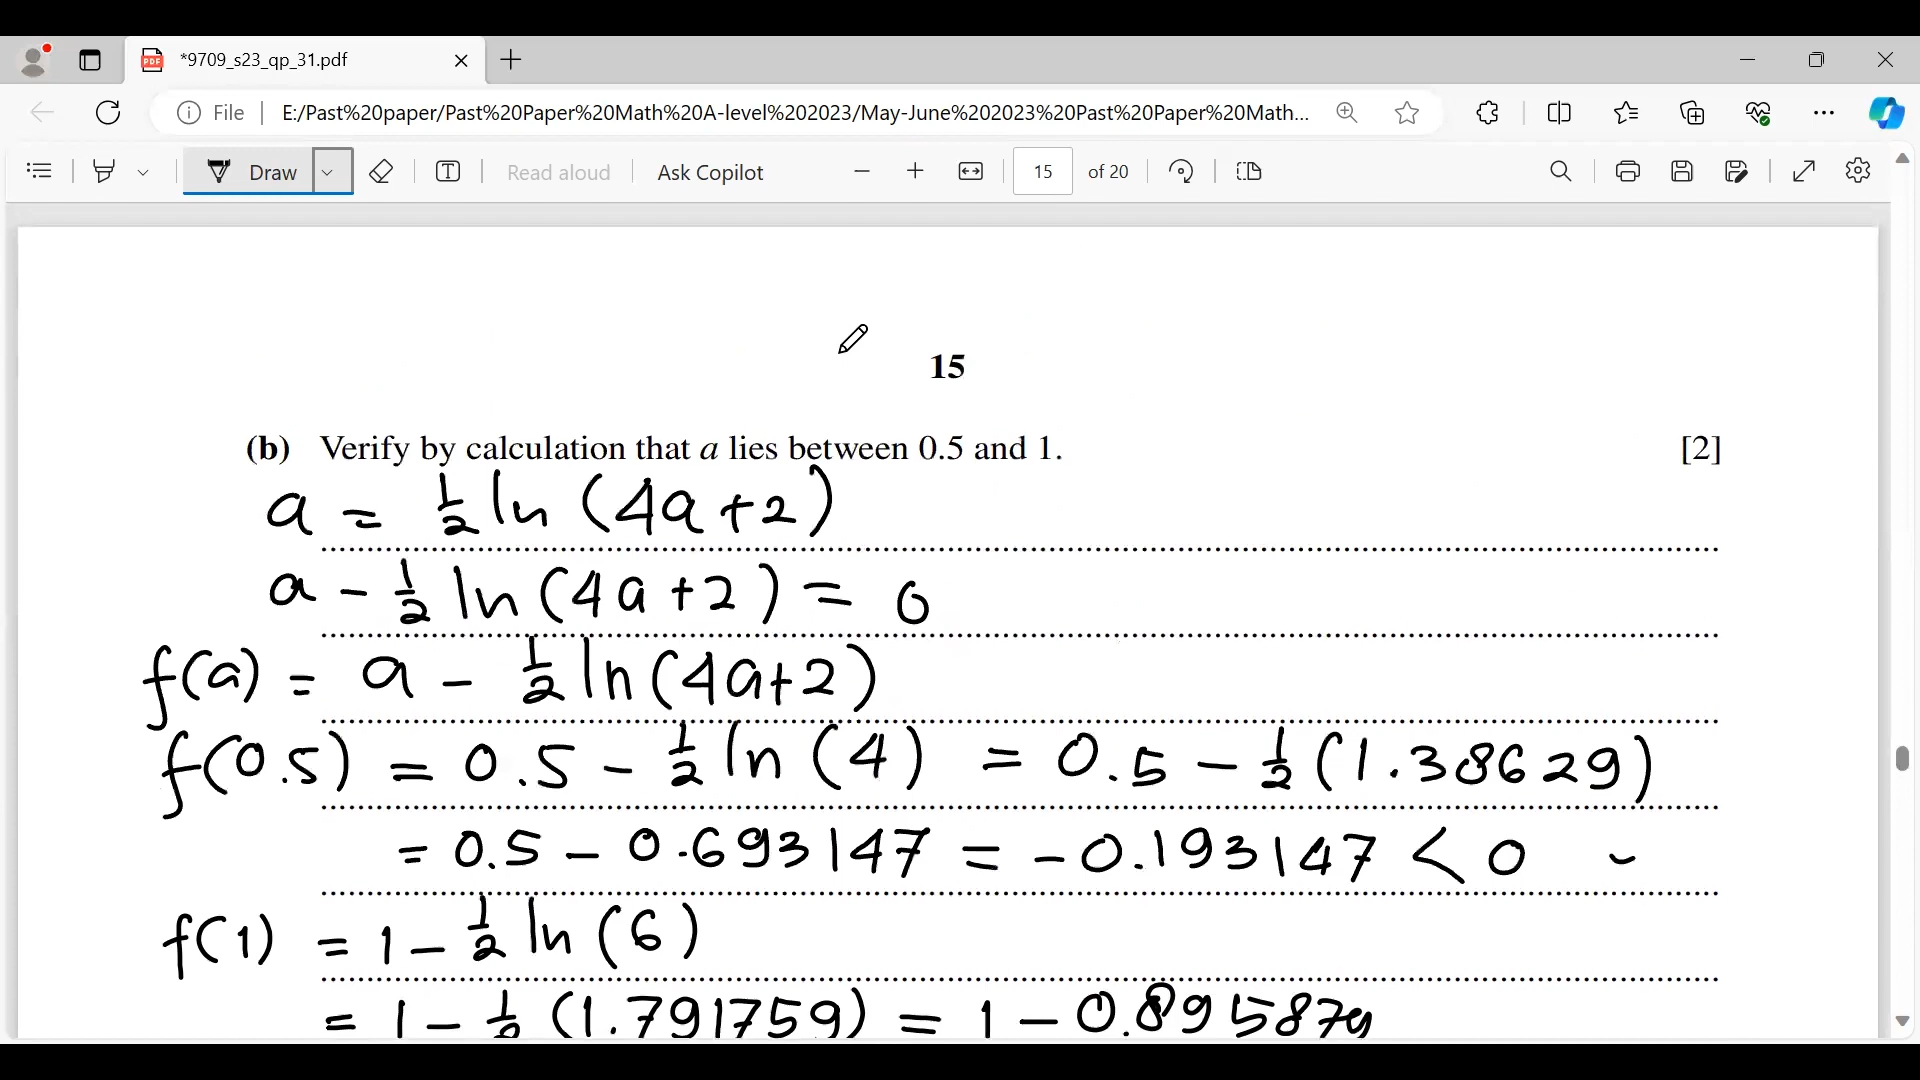 *9709_s23_qp_31.pdf
File E:/Past%20paper/Past%20Paper%20Math%20A-level%202023/May-June%202023%20Past%20Paper%20Math...
Draw Read aloud Ask Copilot 15 of 20
15
(b) Verify by calculation that a lies between 0.5 and 1. [2]
a = ½ ln (4a+2)
a - ½ ln (4a+2) = 0
f(a) = a - ½ ln (4a+2)
f(0.5) = 0.5 - ½ ln (4) = 0.5 - ½ (1.38629)
= 0.5 - 0.693147 = -0.193147 < 0
f(1) = 1 - ½ ln (6)
= 1 - ½ (1.791759) = 1 - 0.895879